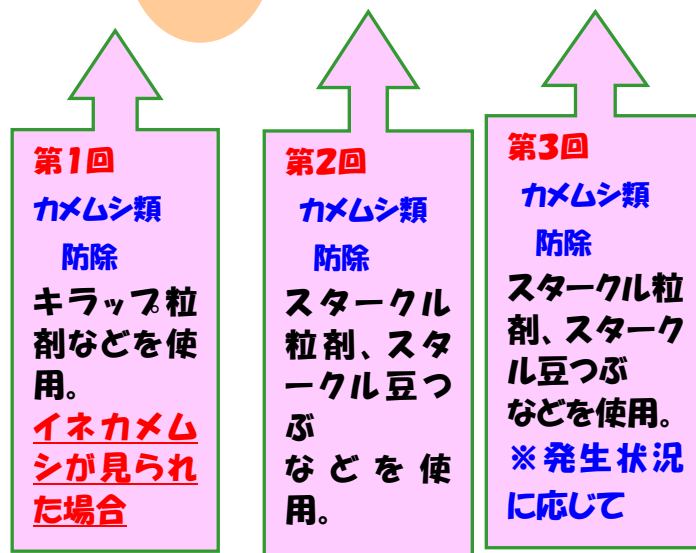 第1回
カメムシ類
防除
キラップ粒
剤などを使
用。
イネカメム
シが見られ
た場合
第2回
カメムシ類
防除
スタークル
粒剤、スタ
ークル豆つ
ぶ
などを使
用。
第3回
カメムシ類
防除
スタークル粒
剤、スターク
ル豆つぶ
などを使用。
※発生状況
に応じて